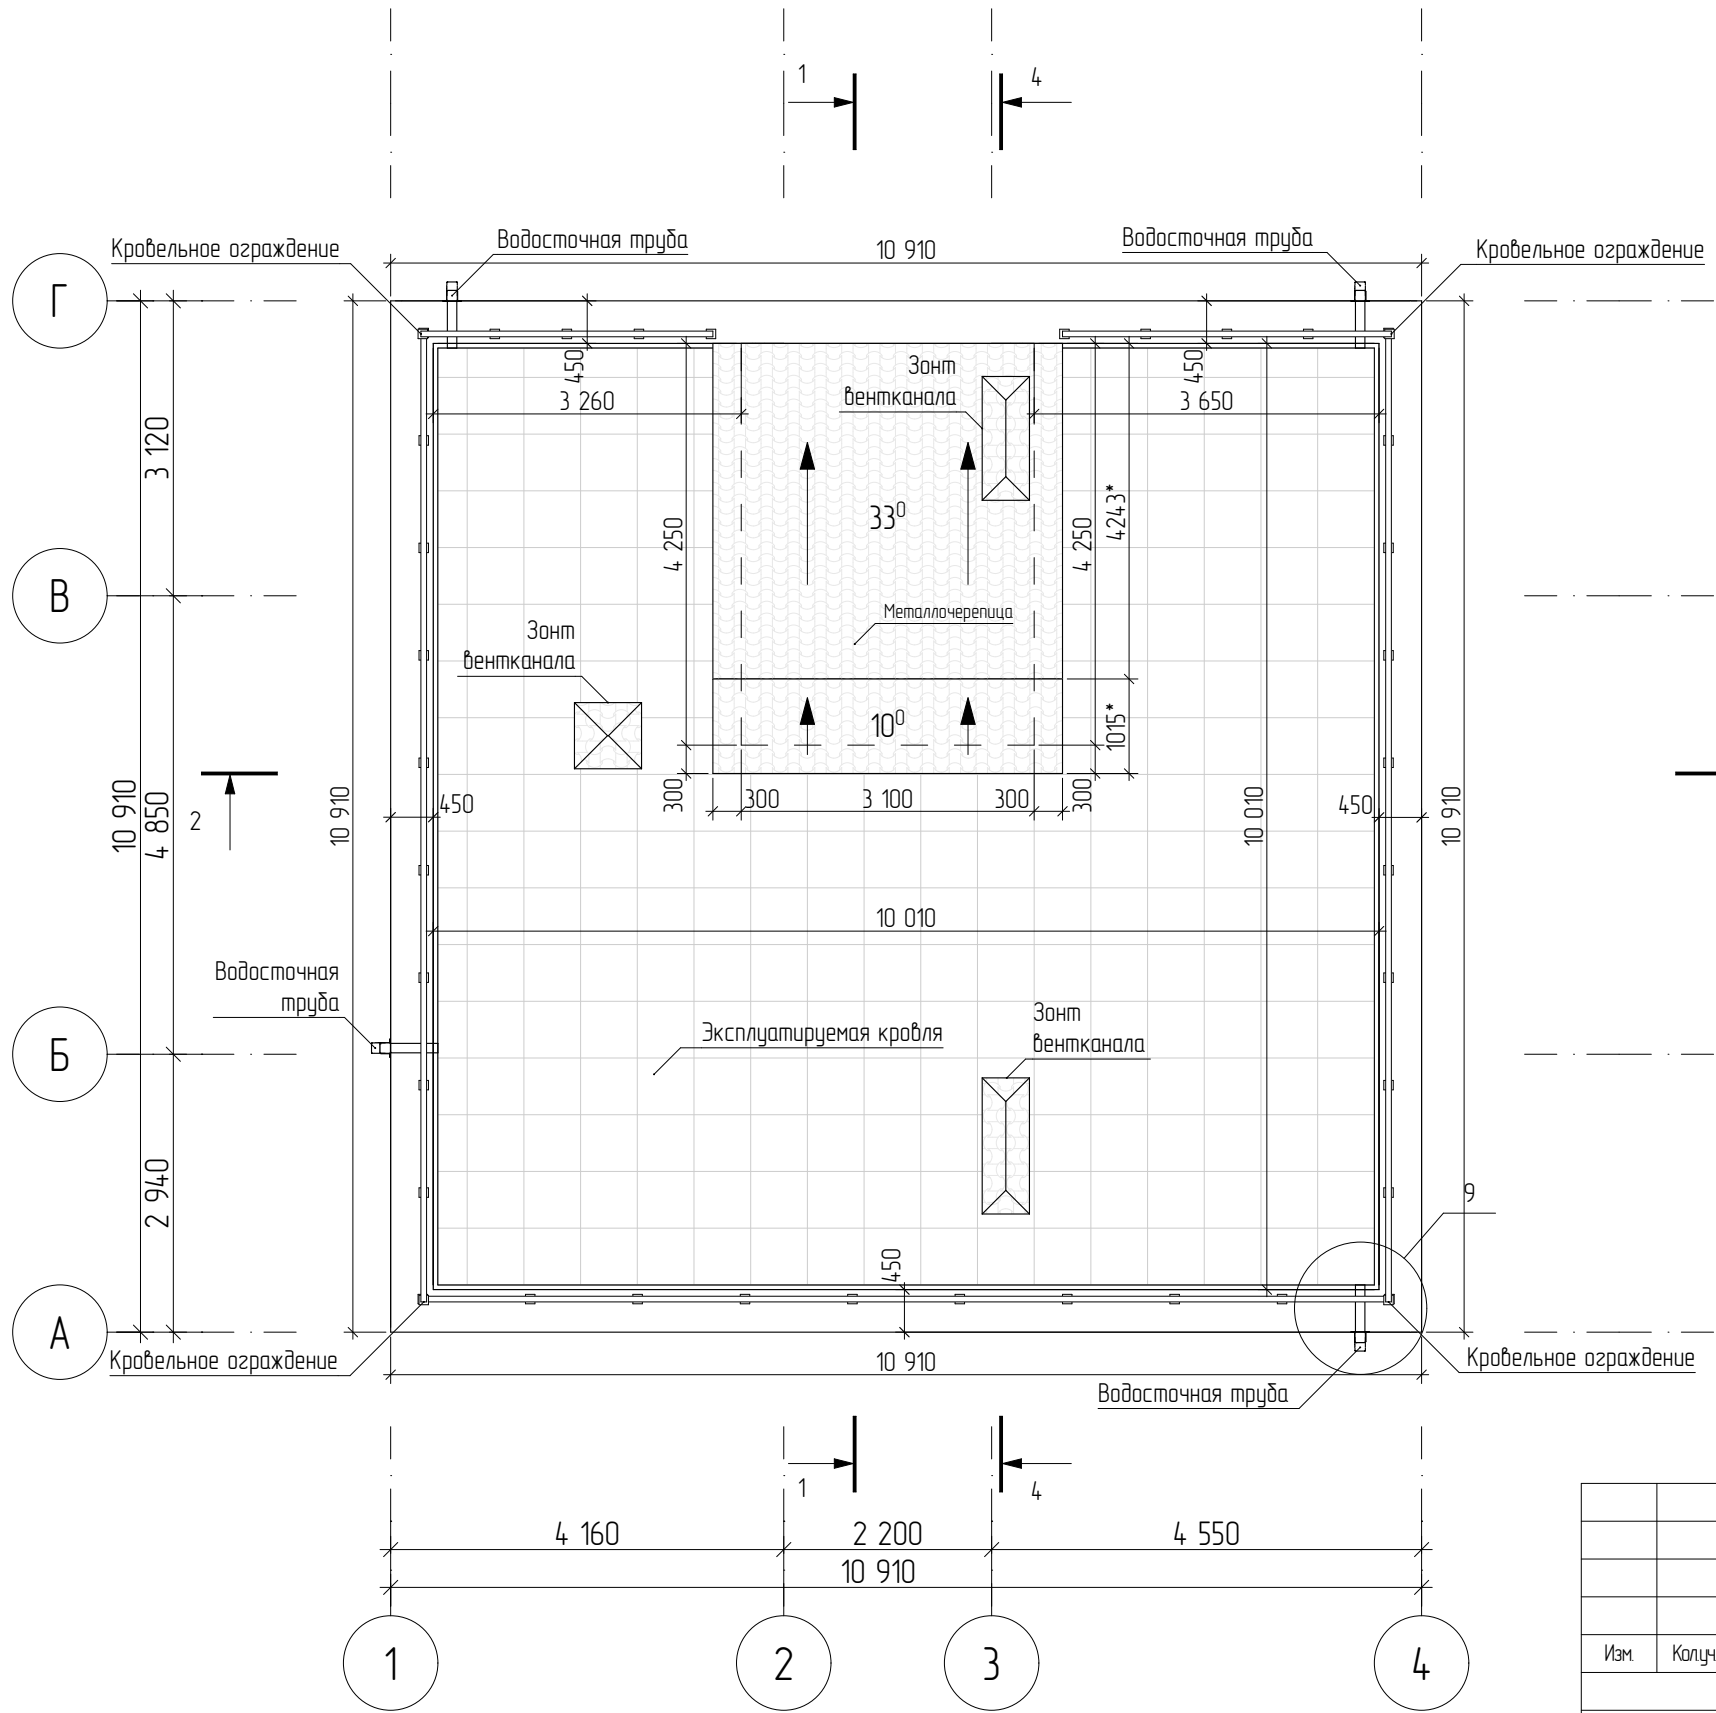 1
4
Кровельное ограждение
Водосточная труба
10 910
Водосточная труба
Кровельное ограждение
Г
450
450
3 260
Зонт
вентканала
3 650
3 120
33⁰
4 250
4 250
4243*
В
Металлочерепица
Зонт
вентканала
10⁰
1015*
300
300
3 100
300
300
2
10 910
4 850
10 910
450
10 010
450
10 910
10 010
Водосточная
труба
Эксплуатируемая кровля
Зонт
вентканала
Б
2 940
9
450
А
Кровельное ограждение
10 910
Кровельное ограждение
Водосточная труба
1
4
4 160
2 200
4 550
10 910
1
2
3
4
Изм.
Кол.уч